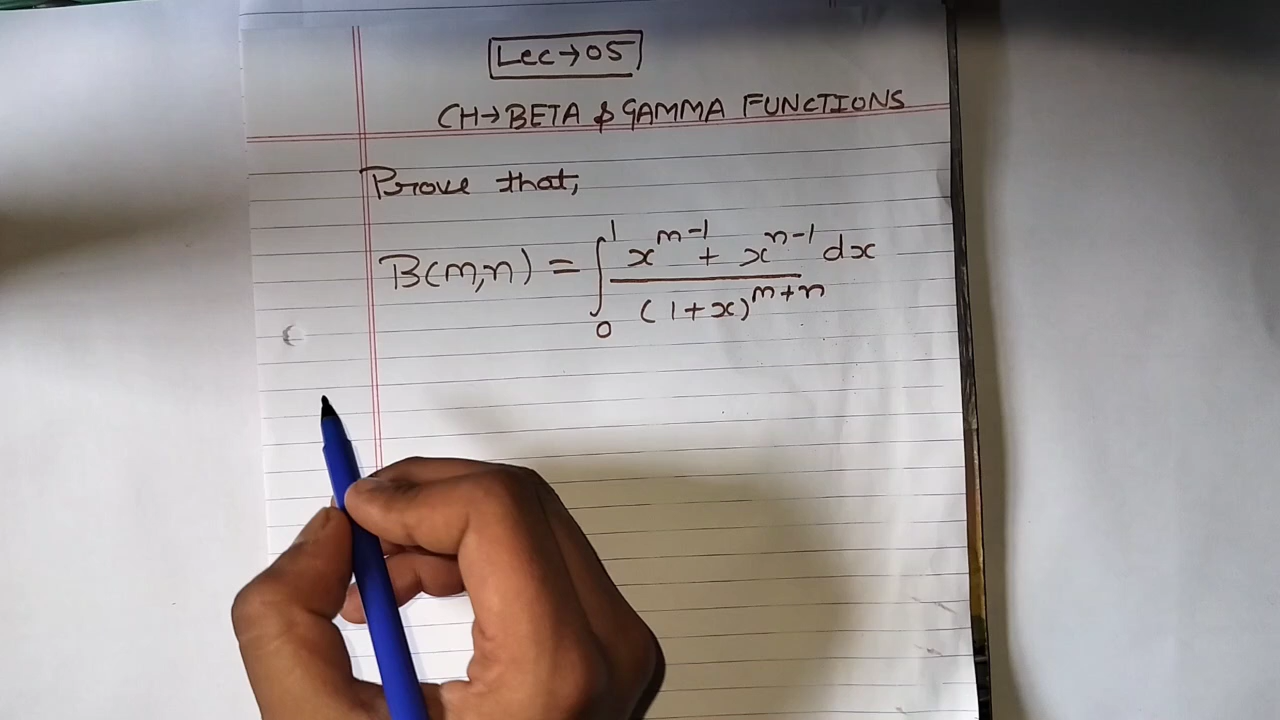 Lec→05
CH→BETA & GAMMA FUNCTIONS
Prove that,
B(m,n) = ∫₀¹ (x^(m-1) + x^(n-1))/((1+x)^(m+n)) dx